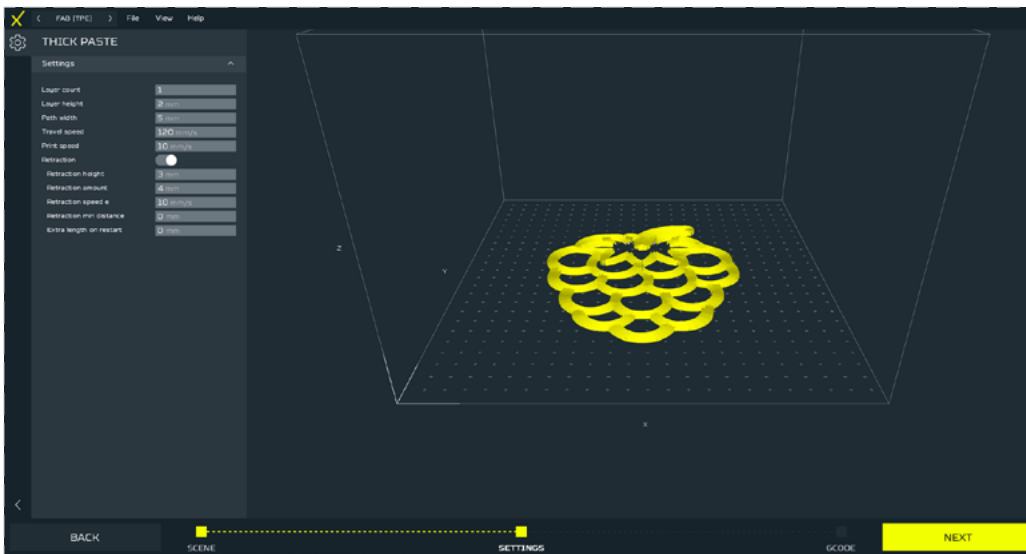 FAB (TPC) File View Help
THICK PASTE
Settings
Layer count 1
Layer height 2 mm
Path width 5 mm
Travel speed 120 mm/s
Print speed 10 mm/s
Retraction
Retraction height 3 mm
Retraction amount 4 mm
Retraction speed e 10 mm/s
Retraction min distance 0 mm
Extra length on restart 0 mm
Z
Y
X
BACK
SCENE
SETTINGS
GCODE
NEXT